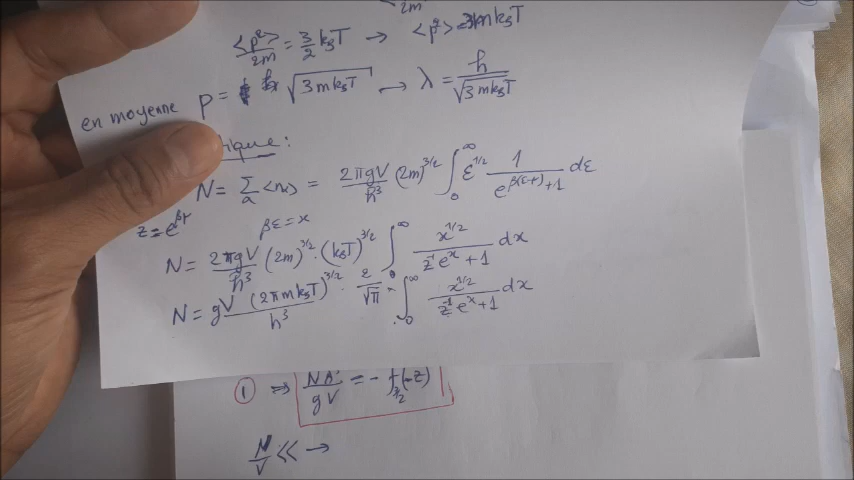 2m
<p²>/2m = 3/2 k_BT → <p²> = 3mk_BT
en moyenne p = √(3mk_BT) → λ = h/√(3mk_BT)
ique:
N = Σ_a <n_a> = 2πgV/h³ (2m)^{3/2} ∫_0^∞ ε^{1/2} 1/(e^{β(ε-μ)}+1) dε
z = e^{βμ} βε = x
N = 2πgV/h³ (2m)^{3/2} · (k_BT)^{3/2} ∫_0^∞ x^{1/2}/(z^{-1}e^x+1) dx
N = gV (2πmk_BT)^{3/2}/h³ · ε/√π · ∫_0^∞ x^{1/2}/(z^{-1}e^x+1) dx
① ⇒ Nλ³/gV = -f_{3/2}(-z)
N/V << →